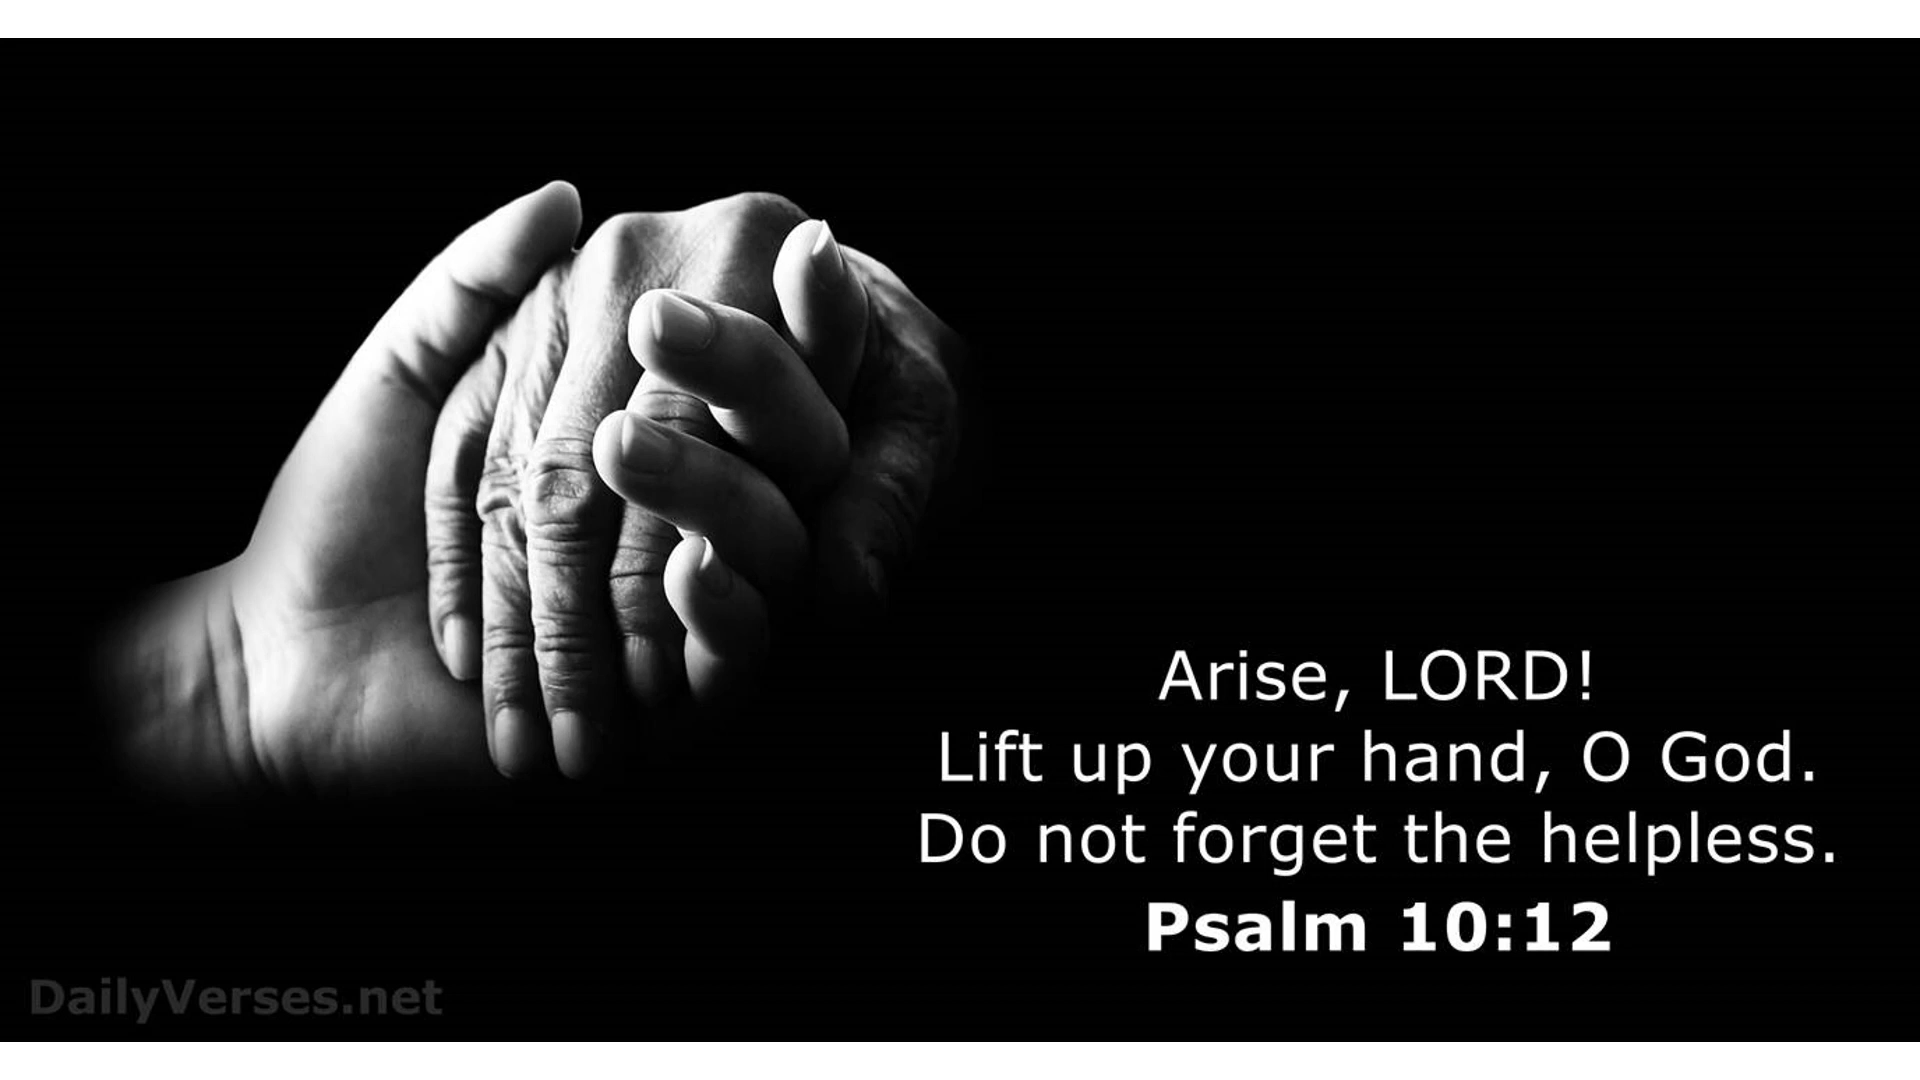 Arise, LORD!
Lift up your hand, O God.
Do not forget the helpless.
Psalm 10:12
DailyVerses.net